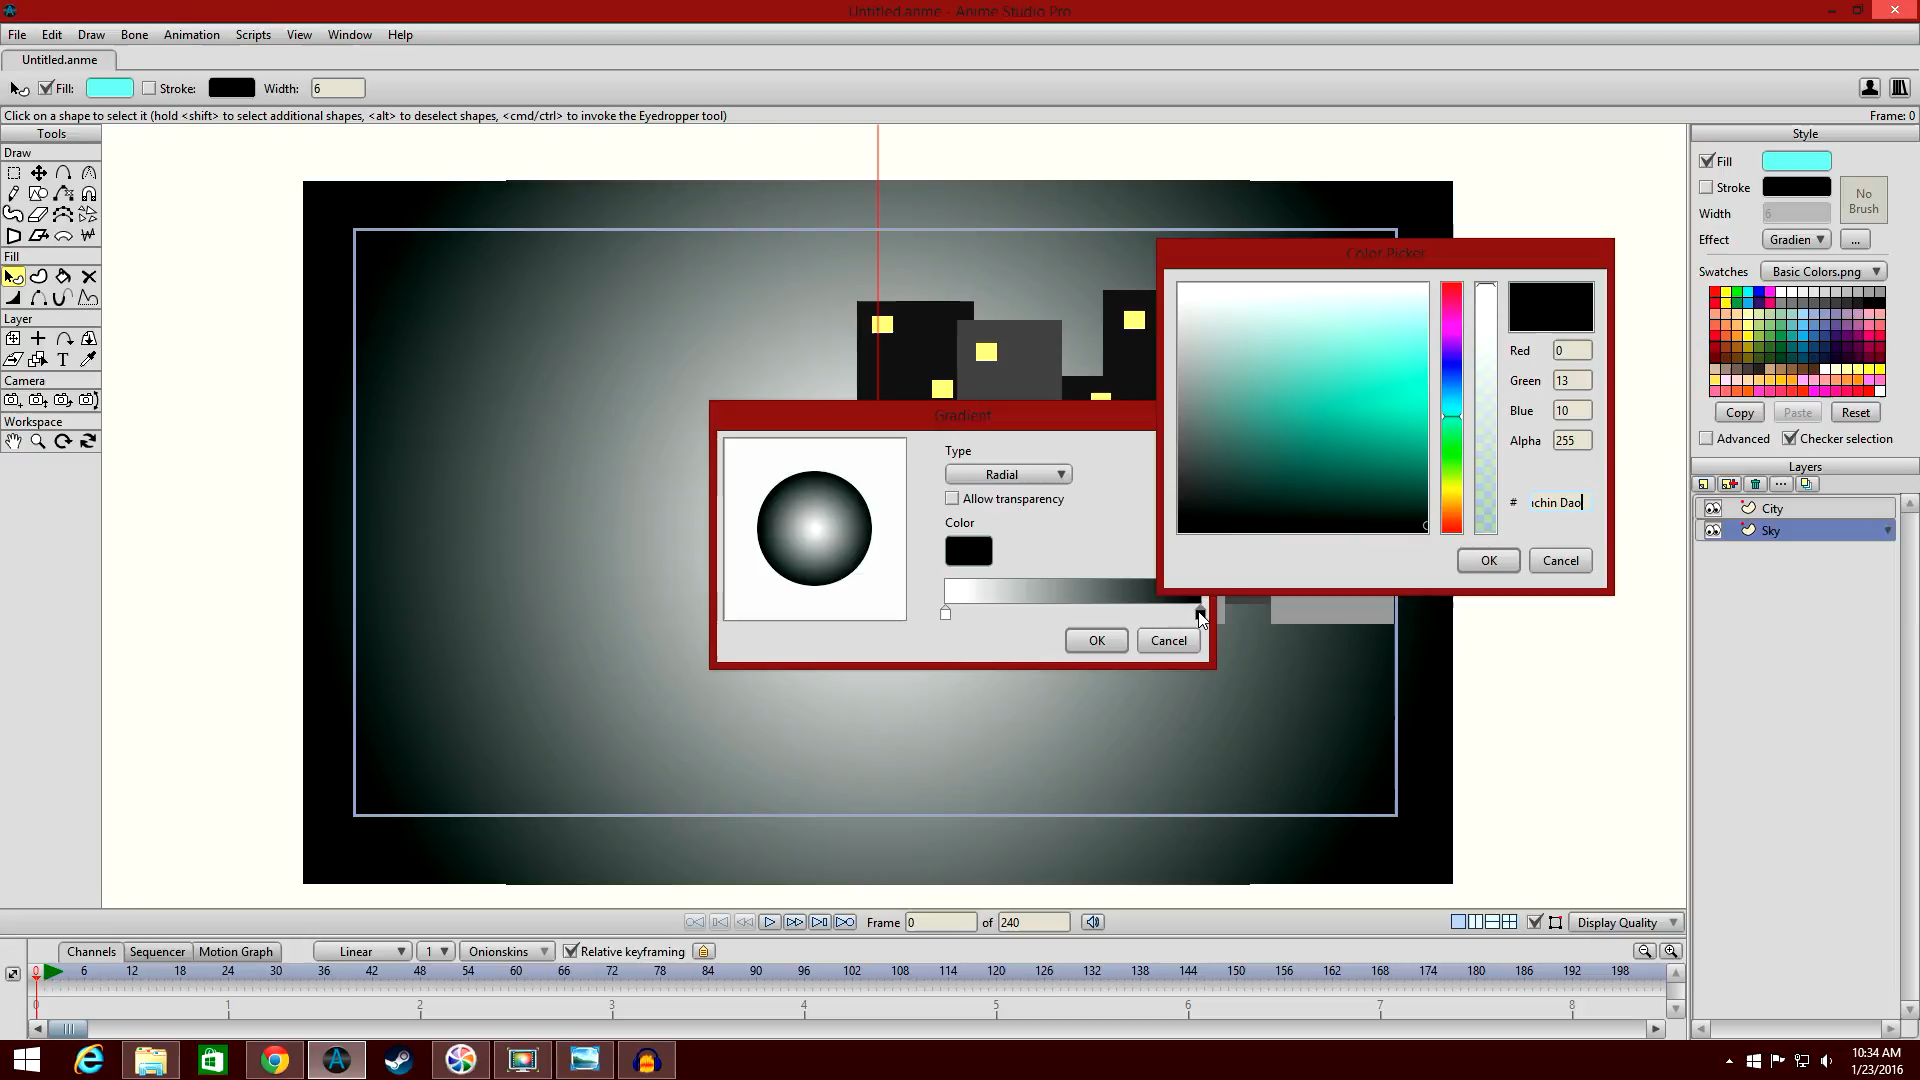 Untitled.anme - Anime Studio Pro
File Edit Draw Bone Animation Scripts View Window Help
Untitled.anme
Fill: Stroke: Width: 6
Click on a shape to select it (hold <shift> to select additional shapes, <alt> to deselect shapes, <cmd/ctrl> to invoke the Eyedropper tool) Frame: 0
Tools
Draw
Fill
Layer
Camera
Workspace
Style
Fill
Stroke
No
Brush
Width 6
Effect Gradien ...
Swatches Basic Colors.png
Copy Paste Reset
Advanced Checker selection
Layers
City
Sky
Color Picker
Red 0
Green 13
Blue 10
Alpha 255
# chin Dao
OK Cancel
Gradient
Type
Radial
Allow transparency
Color
OK Cancel
Frame 0 of 240 Display Quality
Channels Sequencer Motion Graph Linear 1 Onionskins Relative keyframing
0 6 12 18 24 30 36 42 48 54 60 66 72 78 84 90 96 102 108 114 120 126 132 138 144 150 156 162 168 174 180 186 192 198
0 1 2 3 4 5 6 7 8
10:34 AM
1/23/2016